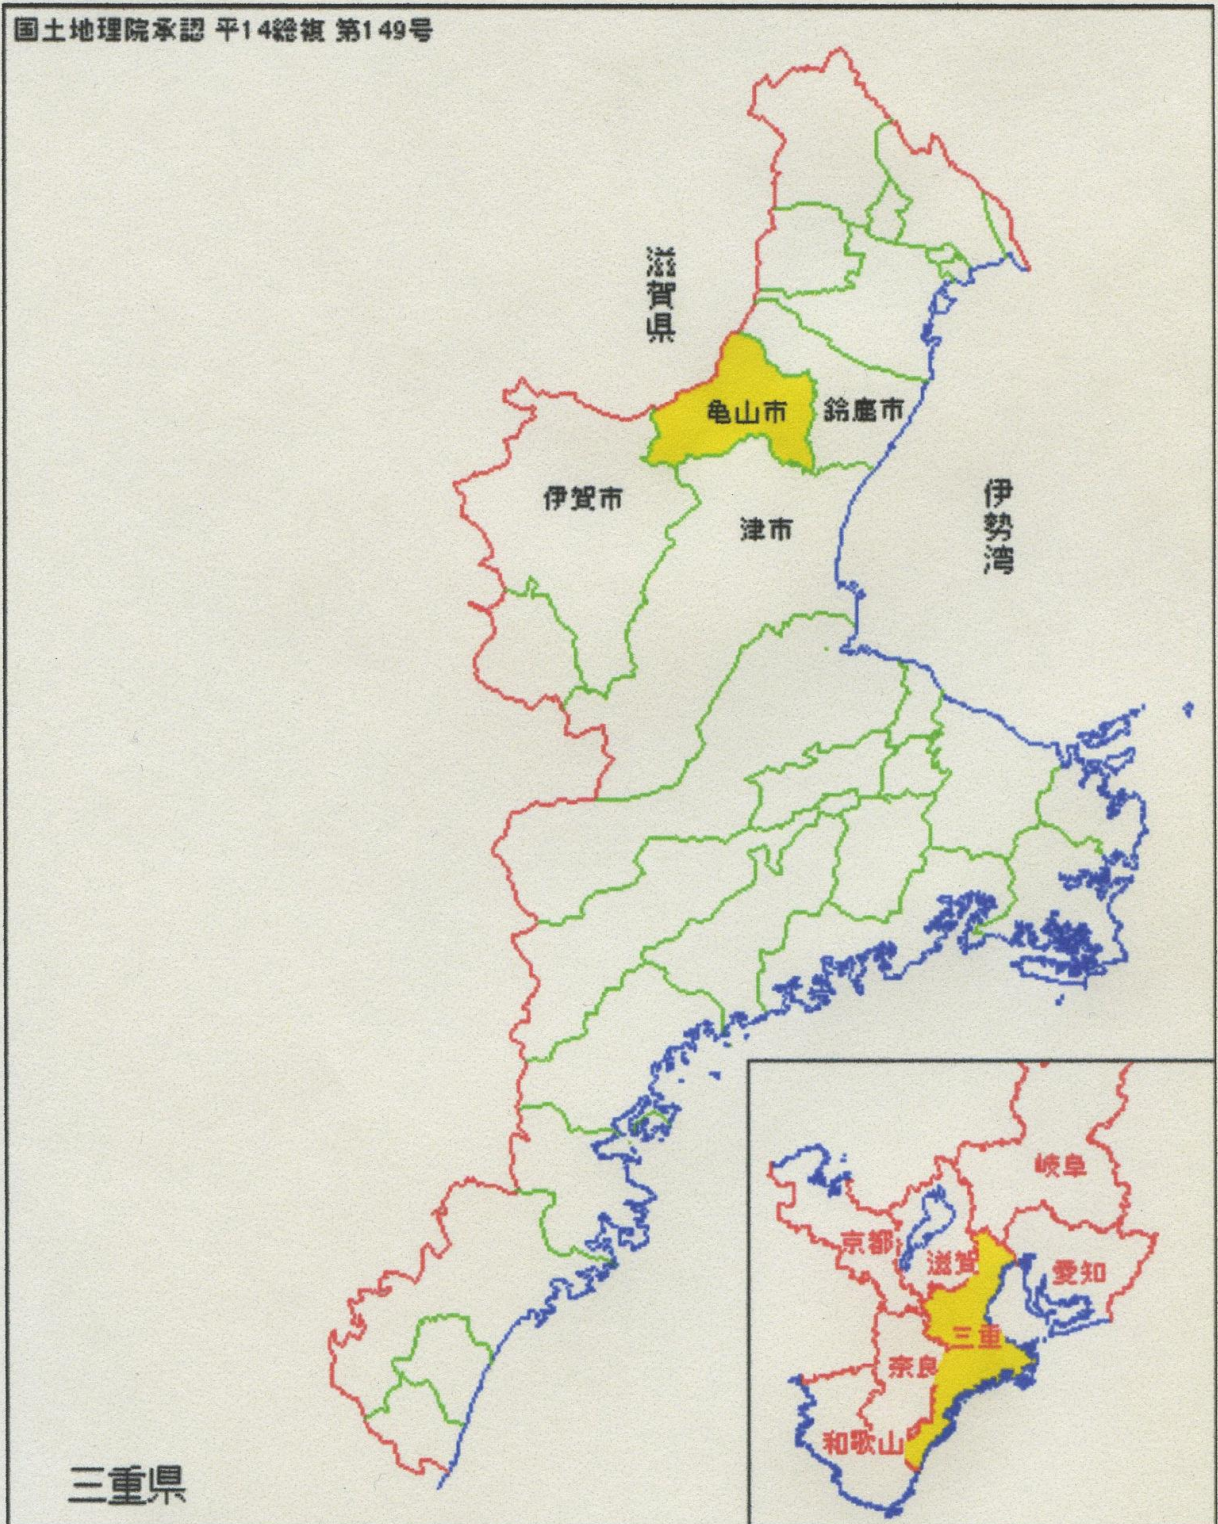 国土地理院承認 平14総複 第149号
滋賀県
亀山市
鈴鹿市
伊賀市
津市
伊勢湾
三重県
岐阜
京都
滋賀
愛知
三重
奈良
和歌山